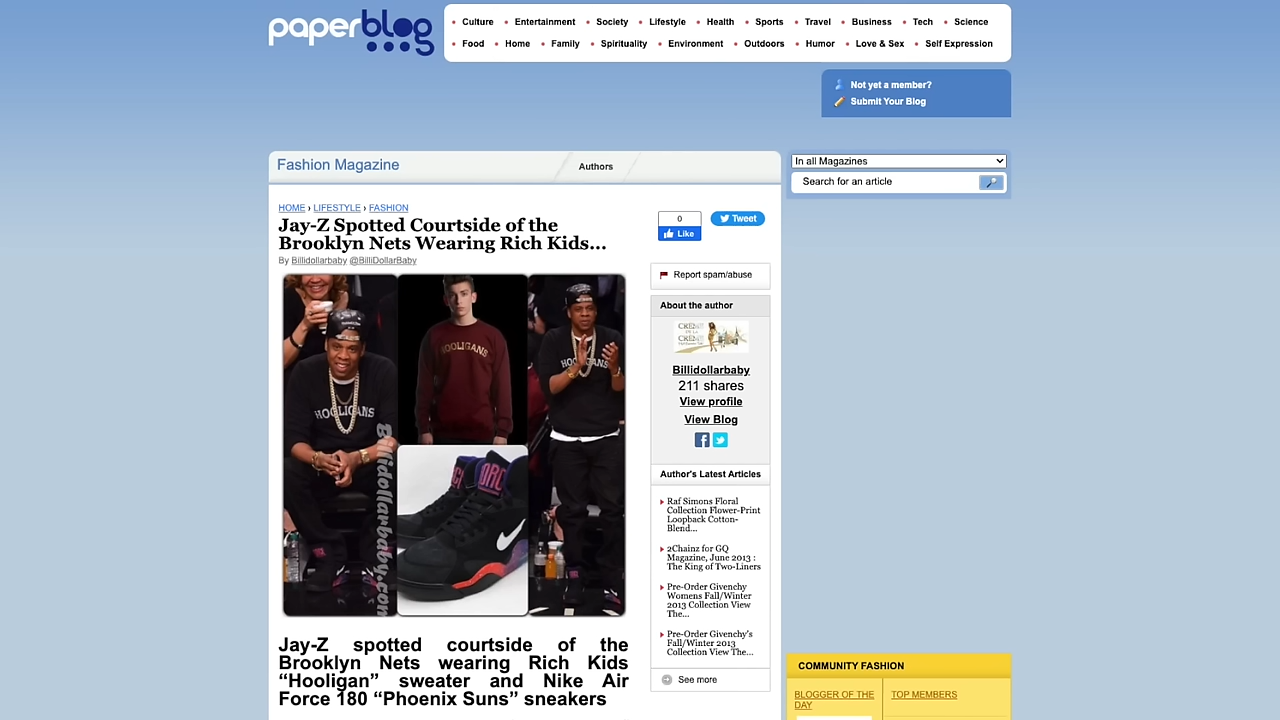 paperblog
Culture Entertainment Society Lifestyle Health Sports Travel Business Tech Science
Food Home Family Spirituality Environment Outdoors Humor Love & Sex Self Expression
Not yet a member?
Submit Your Blog
Fashion Magazine
Authors
In all Magazines
Search for an article
HOME › LIFESTYLE › FASHION
Jay-Z Spotted Courtside of the
Brooklyn Nets Wearing Rich Kids...
By Billidollarbaby @BilliDollarBaby
0
Like
Tweet
HOOLIGANS
HOOLIGANS
HOOLIGANS
Billidollarbaby.com
Jay-Z spotted courtside of the
Brooklyn Nets wearing Rich Kids
“Hooligan” sweater and Nike Air
Force 180 “Phoenix Suns” sneakers
Report spam/abuse
About the author
Billidollarbaby
211 shares
View profile
View Blog
Author's Latest Articles
Raf Simons Floral
Collection Flower-Print
Loopback Cotton-
Blend...
2Chainz for GQ
Magazine, June 2013 :
The King of Two-Liners
Pre-Order Givenchy
Womens Fall/Winter
2013 Collection View
The...
Pre-Order Givenchy's
Fall/Winter 2013
Collection View The...
See more
COMMUNITY FASHION
BLOGGER OF THE
DAY
TOP MEMBERS